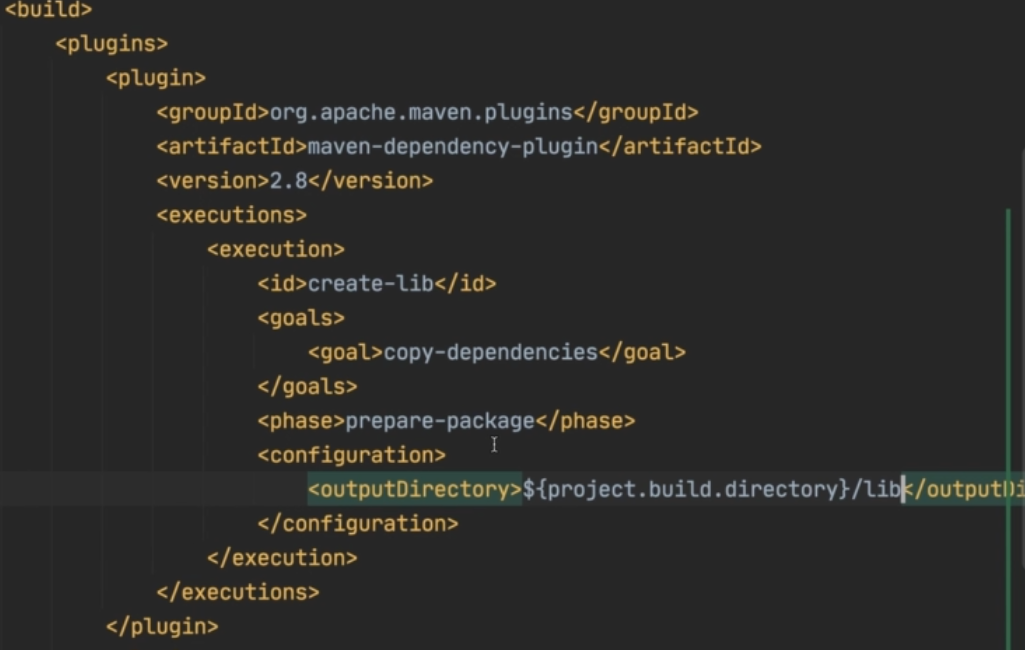 <build>
<plugins>
<plugin>
<groupId>org.apache.maven.plugins</groupId>
<artifactId>maven-dependency-plugin</artifactId>
<version>2.8</version>
<executions>
<execution>
<id>create-lib</id>
<goals>
<goal>copy-dependencies</goal>
</goals>
<phase>prepare-package</phase>
<configuration>
<outputDirectory>${project.build.directory}/lib</outputDi
</configuration>
</execution>
</executions>
</plugin>